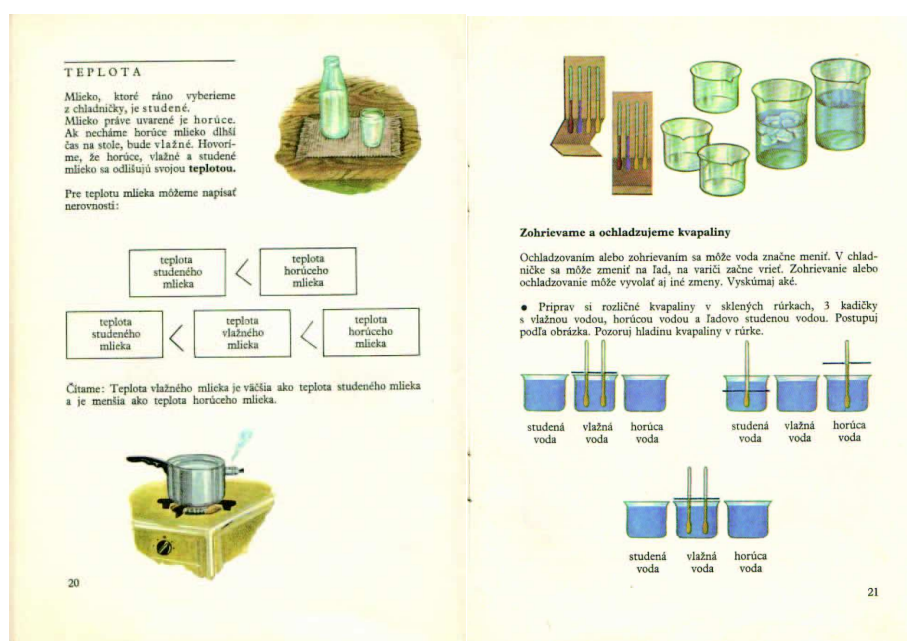 TEPLOTA
Mlieko, ktoré ráno vyberieme
z chladničky, je studené.
Mlieko práve uvarené je horúce.
Ak necháme horúce mlieko dlhší
čas na stole, bude vlažné. Hovorí-
me, že horúce, vlažné a studené
mlieko sa odlišujú svojou teplotou.
Pre teplotu mlieka môžeme napísať
nerovnosti:
teplota
studeného
mlieka
<
teplota
horúceho
mlieka
teplota
studeného
mlieka
<
teplota
vlažného
mlieka
<
teplota
horúceho
mlieka
Čítame: Teplota vlažného mlieka je väčšia ako teplota studeného mlieka
a je menšia ako teplota horúceho mlieka.
20
Zohrievame a ochladzujeme kvapaliny
Ochladzovaním alebo zohrievaním sa môže voda značne meniť. V chlad-
ničke sa môže zmeniť na ľad, na variči začne vrieť. Zohrievanie alebo
ochladzovanie môže vyvolať aj iné zmeny. Vyskúmaj aké.
• Priprav si rozličné kvapaliny v sklených rúrkach, 3 kadičky
s vlažnou vodou, horúcou vodou a ľadovo studenou vodou. Postupuj
podľa obrázka. Pozoruj hladinu kvapaliny v rúrke.
studená vlažná horúca
voda voda voda
studená vlažná horúca
voda voda voda
studená vlažná horúca
voda voda voda
21